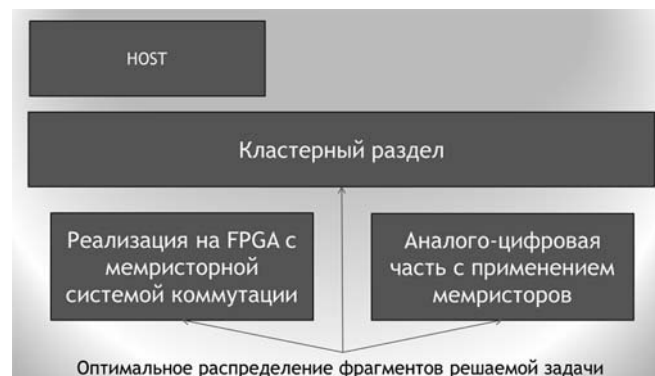 HOST
Кластерный раздел
Реализация на FPGA с
мемристорной
системой коммутации
Аналого-цифровая
часть с применением
мемристоров
Оптимальное распределение фрагментов решаемой задачи